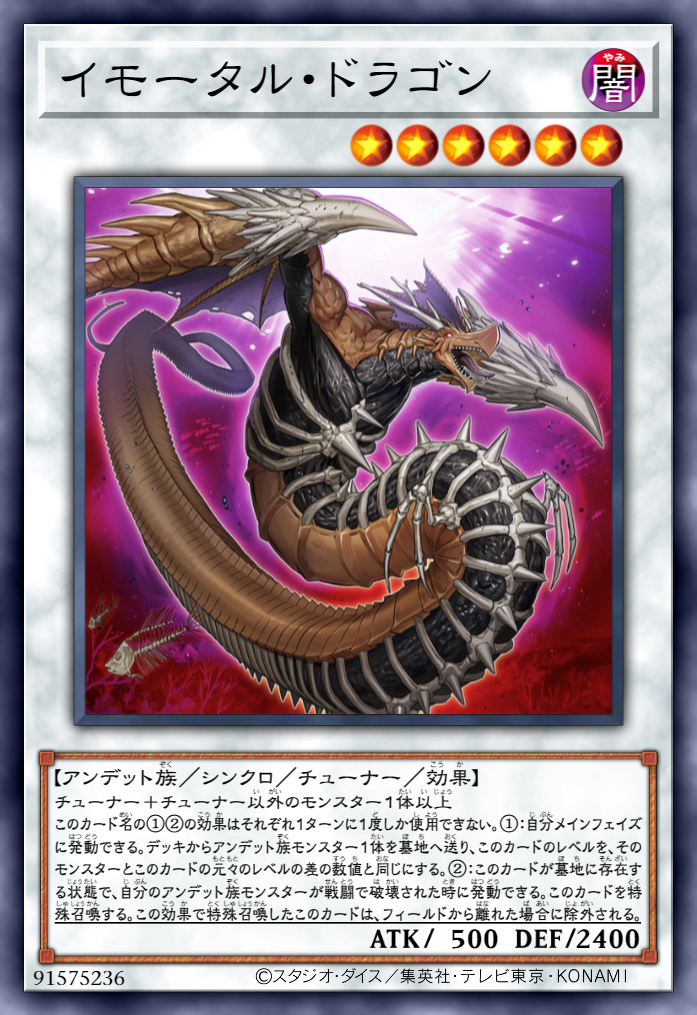 イモータル・ドラゴン
やみ
闇
【アンデット族／シンクロ／チューナー／効果】
チューナー＋チューナー以外のモンスター1体以上
このカード名の①②の効果はそれぞれ1ターンに1度しか使用できない。①：自分メインフェイズ
に発動できる。デッキからアンデット族モンスター1体を墓地へ送り、このカードのレベルを、その
モンスターとこのカードの元々のレベルの差の数値と同じにする。②：このカードが墓地に存在す
る状態で、自分のアンデット族モンスターが戦闘で破壊された時に発動できる。このカードを特
殊召喚する。この効果で特殊召喚したこのカードは、フィールドから離れた場合に除外される。
ATK/ 500 DEF/2400
91575236 ©スタジオ・ダイス／集英社・テレビ東京・KONAMI